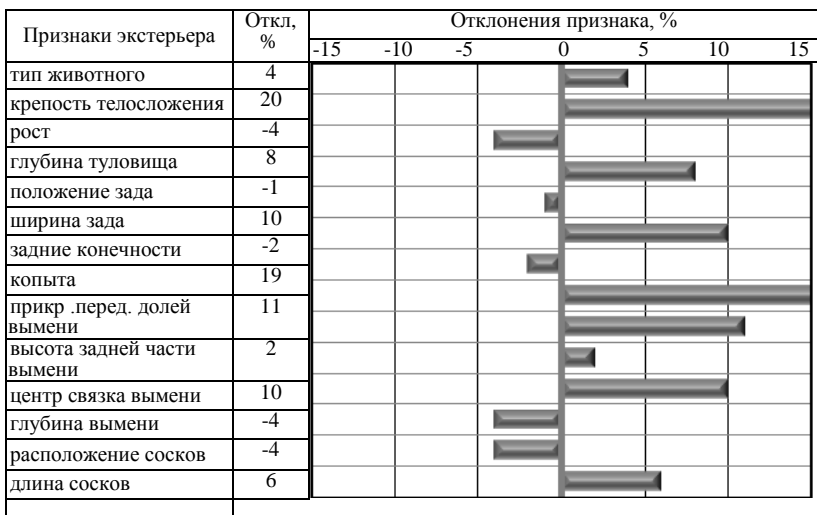 Признаки экстерьера Откл, % Отклонения признака, %
-15 -10 -5 0 5 10 15
тип животного 4
крепость телосложения 20
рост -4
глубина туловища 8
положение зада -1
ширина зада 10
задние конечности -2
копыта 19
прикр .перед. долей 11
вымени
высота задней части 2
вымени
центр связка вымени 10
глубина вымени -4
расположение сосков -4
длина сосков 6